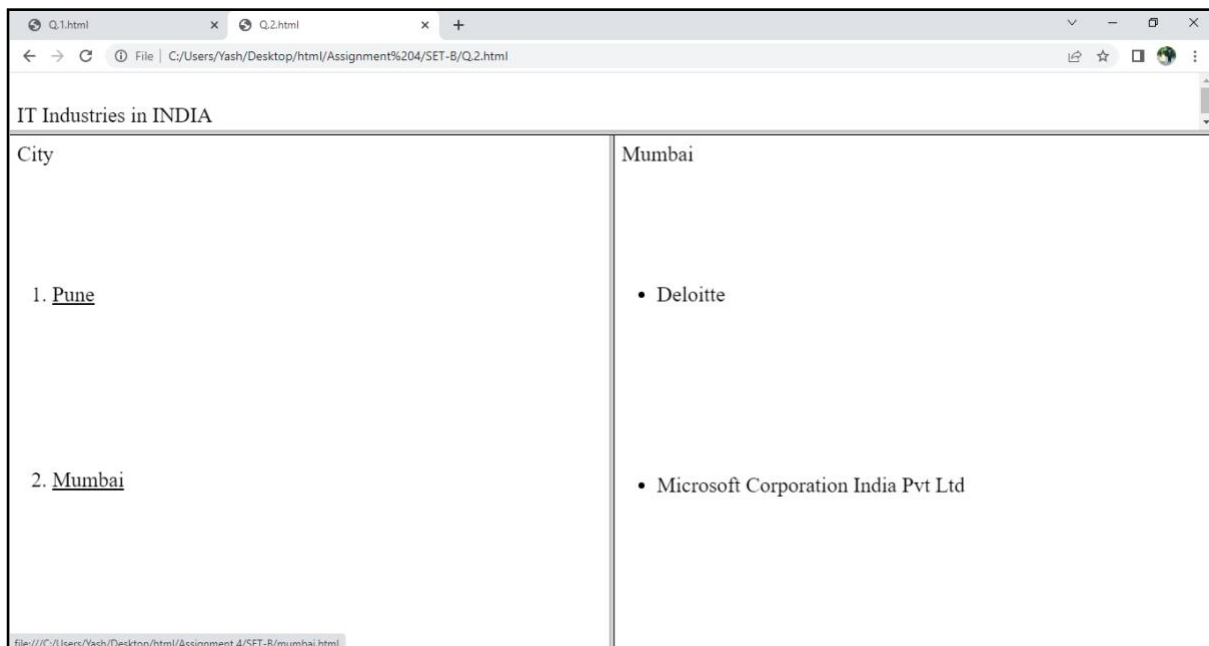 Q.1.html
Q.2.html
File | C:/Users/Yash/Desktop/html/Assignment%204/SET-B/Q.2.html
IT Industries in INDIA
City
1. Pune
2. Mumbai
Mumbai
• Deloitte
• Microsoft Corporation India Pvt Ltd
file:///C:/Users/Yash/Desktop/html/Assignment 4/SET-B/mumbai.html